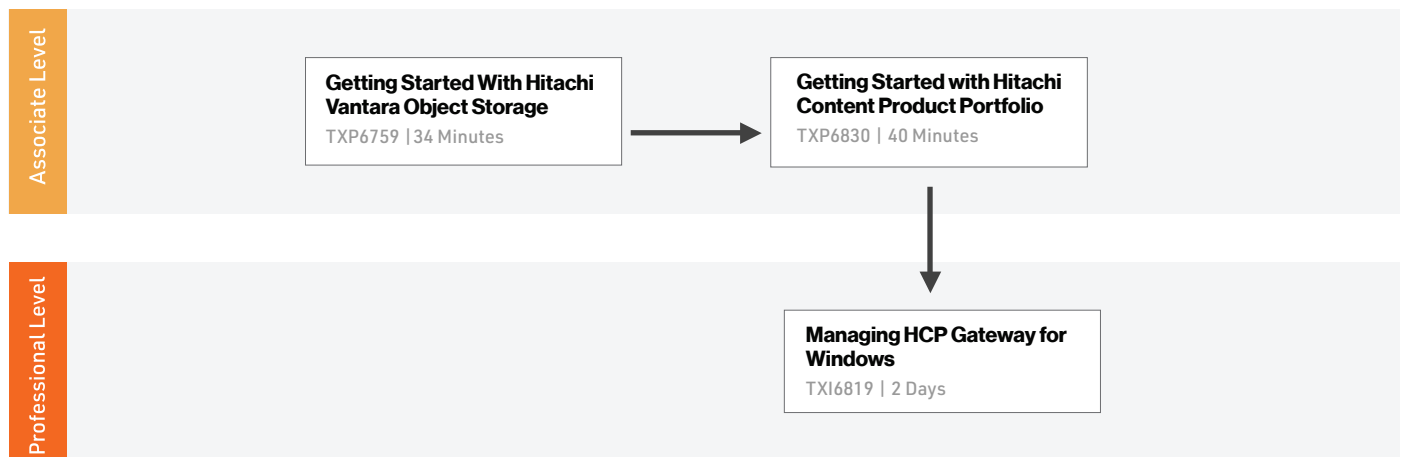 Associate Level
Getting Started With Hitachi
Vantara Object Storage
TXP6759 | 34 Minutes
Getting Started with Hitachi
Content Product Portfolio
TXP6830 | 40 Minutes
Professional Level
Managing HCP Gateway for
Windows
TXI6819 | 2 Days